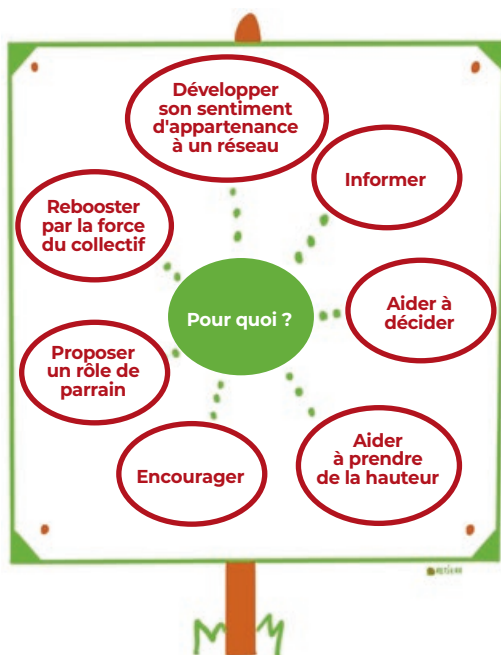 Développer
son sentiment
d'appartenance
à un réseau
Informer
Rebooster
par la force
du collectif
Pour quoi ?
Aider à
décider
Proposer
un rôle de
parrain
Aider
à prendre
de la hauteur
Encourager